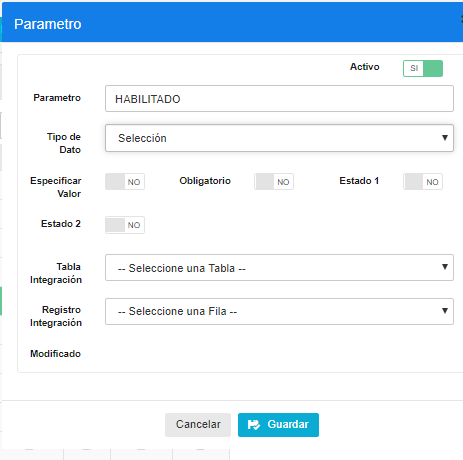 Parametro
Activo SI
Parametro HABILITADO
Tipo de Dato Selección
Especificar Valor NO Obligatorio NO Estado 1 NO
Estado 2 NO
Tabla Integración -- Seleccione una Tabla --
Registro Integración -- Seleccione una Fila --
Modificado
Cancelar Guardar